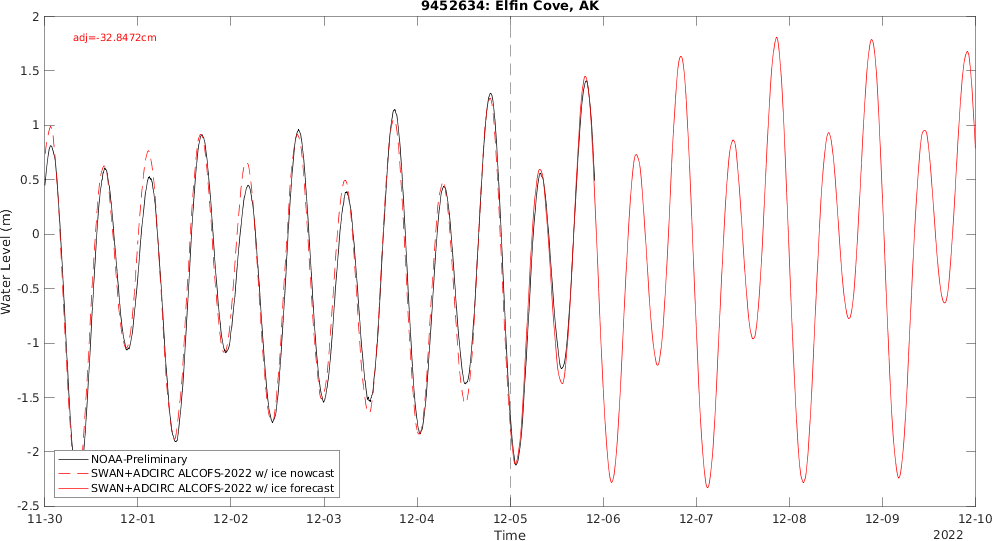 9452634: Elfin Cove, AK
adj=-32.8472cm
2
1.5
1
0.5
0
-0.5
-1
-1.5
-2
-2.5
Water Level (m)
NOAA-Preliminary
SWAN+ADCIRC ALCOFS-2022 w/ ice nowcast
SWAN+ADCIRC ALCOFS-2022 w/ ice forecast
11-30 12-01 12-02 12-03 12-04 12-05 12-06 12-07 12-08 12-09 12-10
Time
2022